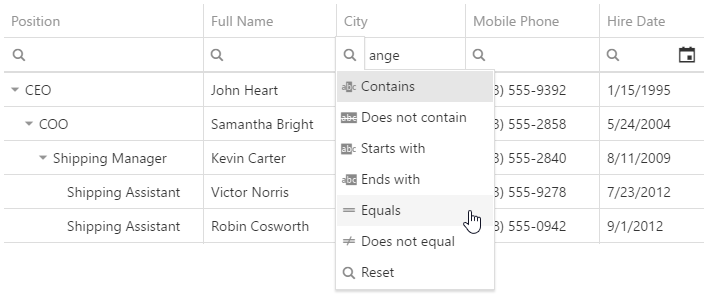 Position Full Name City Mobile Phone Hire Date
ange
CEO John Heart Contains 3) 555-9392 1/15/1995
Does not contain
COO Samantha Bright 3) 555-2858 5/24/2004
Starts with
Shipping Manager Kevin Carter 3) 555-2840 8/11/2009
Ends with
Shipping Assistant Victor Norris 3) 555-9278 7/23/2012
Equals
Shipping Assistant Robin Cosworth 3) 555-0942 9/1/2012
Does not equal
Reset